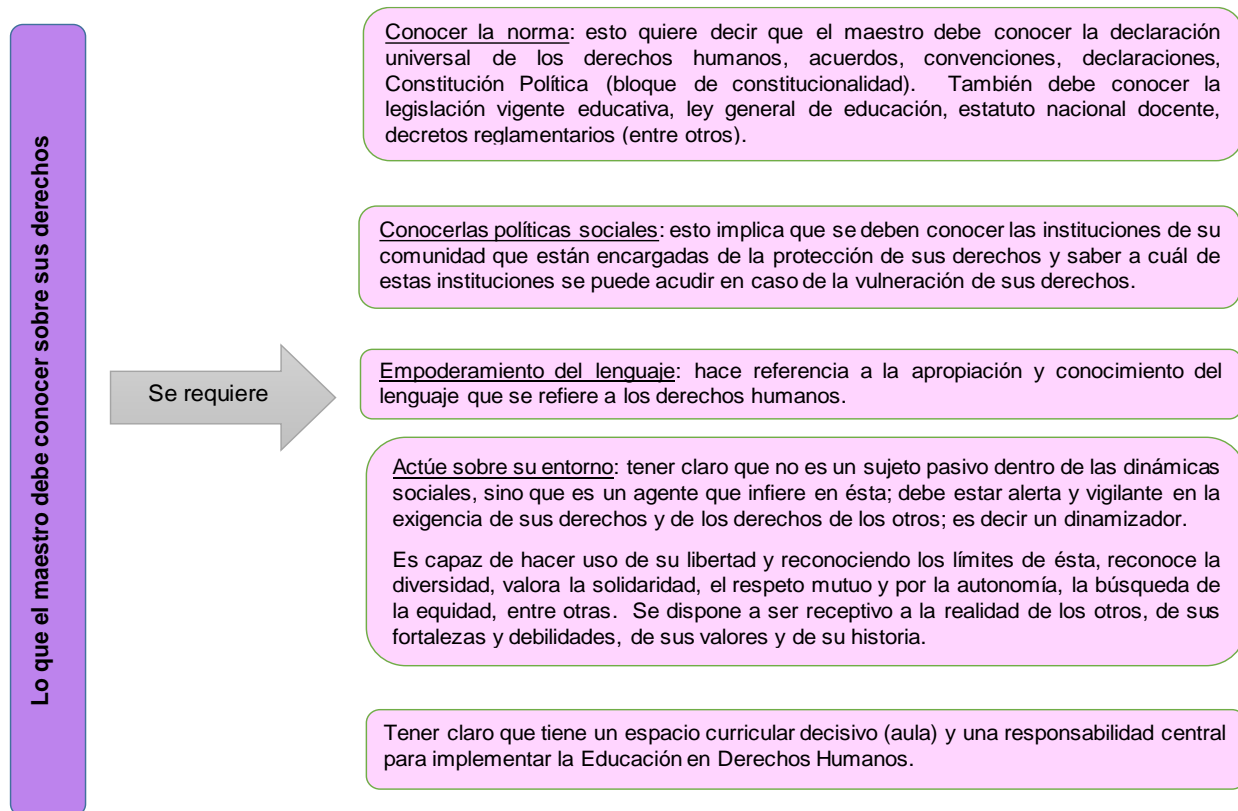 Lo que el maestro debe conocer sobre sus derechos
Se requiere
Conocer la norma: esto quiere decir que el maestro debe conocer la declaración
universal de los derechos humanos, acuerdos, convenciones, declaraciones,
Constitución Política (bloque de constitucionalidad). También debe conocer la
legislación vigente educativa, ley general de educación, estatuto nacional docente,
decretos reglamentarios (entre otros).
Conocerlas políticas sociales: esto implica que se deben conocer las instituciones de su
comunidad que están encargadas de la protección de sus derechos y saber a cuál de
estas instituciones se puede acudir en caso de la vulneración de sus derechos.
Empoderamiento del lenguaje: hace referencia a la apropiación y conocimiento del
lenguaje que se refiere a los derechos humanos.
Actúe sobre su entorno: tener claro que no es un sujeto pasivo dentro de las dinámicas
sociales, sino que es un agente que infiere en ésta; debe estar alerta y vigilante en la
exigencia de sus derechos y de los derechos de los otros; es decir un dinamizador.
Es capaz de hacer uso de su libertad y reconociendo los límites de ésta, reconoce la
diversidad, valora la solidaridad, el respeto mutuo y por la autonomía, la búsqueda de
la equidad, entre otras. Se dispone a ser receptivo a la realidad de los otros, de sus
fortalezas y debilidades, de sus valores y de su historia.
Tener claro que tiene un espacio curricular decisivo (aula) y una responsabilidad central
para implementar la Educación en Derechos Humanos.